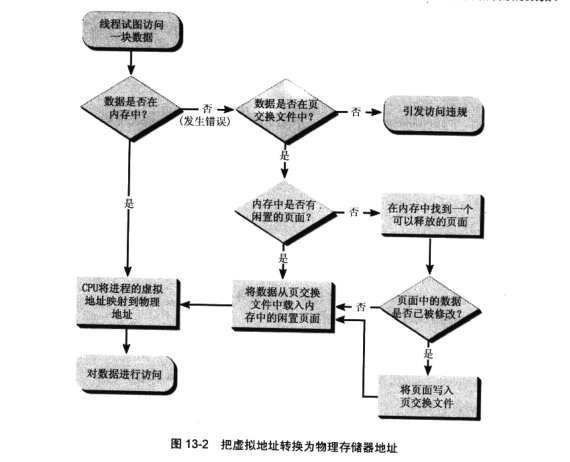 线程试图访问
一块数据
数据是否在
内存中?
否
(发生错误)
数据是否在页
交换文件中?
否
引发访问违规
是
是
内存中是否有
闲置的页面?
否
在内存中找到一个
可以释放的页面
是
CPU将进程的虚拟
地址映射到物理
地址
将数据从页交换
文件中载入内
存中的闲置页面
否
页面中的数据
是否已被修改?
是
对数据进行访问
将页面写入
页交换文件
图 13-2 把虚拟地址转换为物理存储器地址